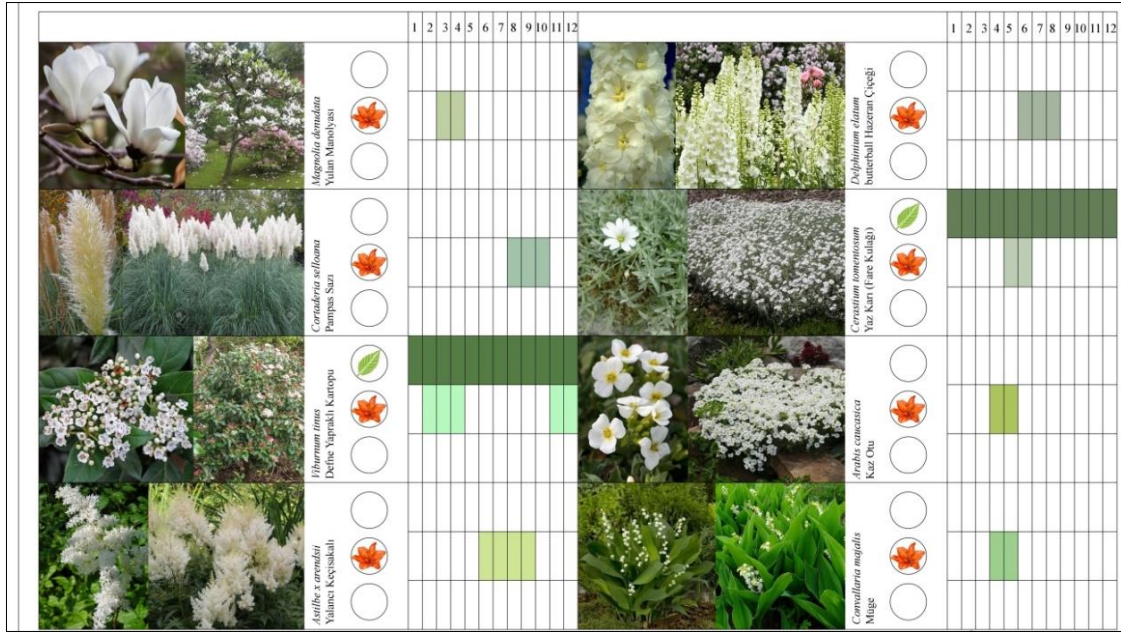 1 2 3 4 5 6 7 8 9 10 11 12
1 2 3 4 5 6 7 8 9 10 11 12
Magnolia denudata
Yulan Manolyası
Delphinium elatum
butterball Hazeran Çiçeği
Cortaderia selloana
Pampas Sazı
Cerastium tomentosum
Yaz Karı (Fare Kulağı)
Viburnum tinus
Defne Yapraklı Kartopu
Arabis caucasica
Kaz Otu
Astilbe x arendsii
Yalancı Keçisakalı
Convallaria majalis
Müge